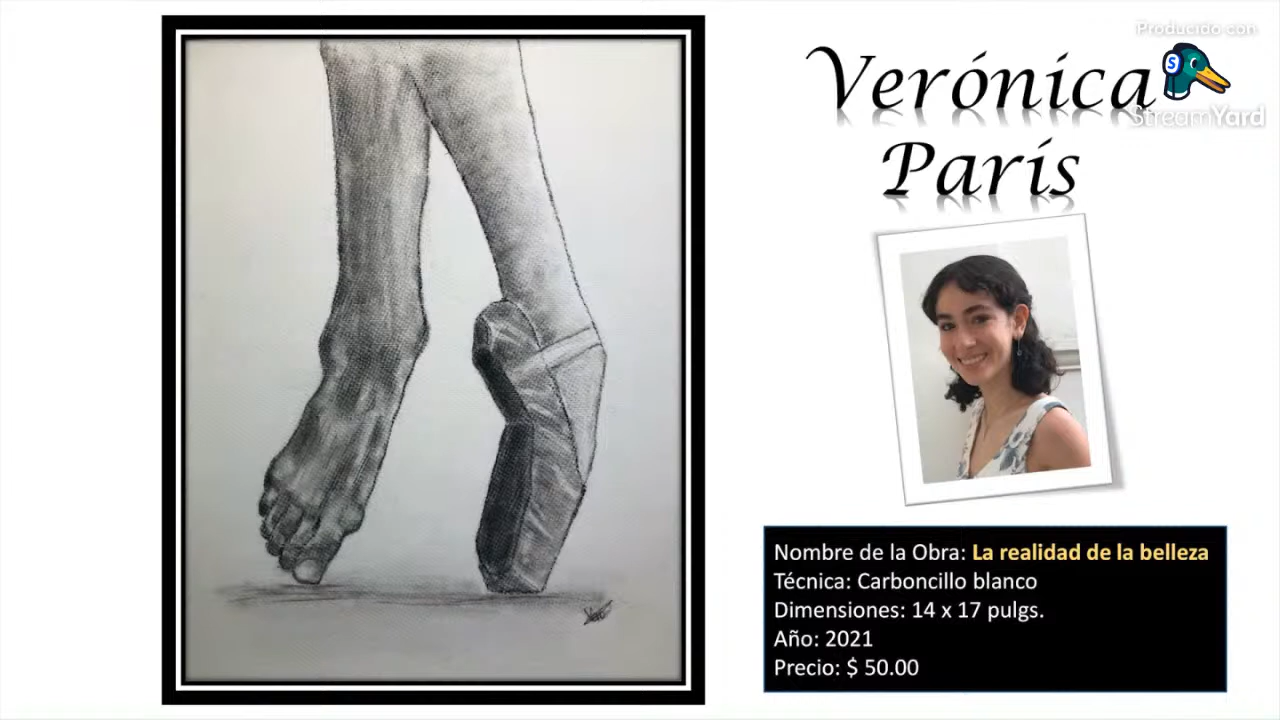 Producido con
StreamYard
Verónica
París
Nombre de la Obra: La realidad de la belleza
Técnica: Carboncillo blanco
Dimensiones: 14 x 17 pulgs.
Año: 2021
Precio: $ 50.00